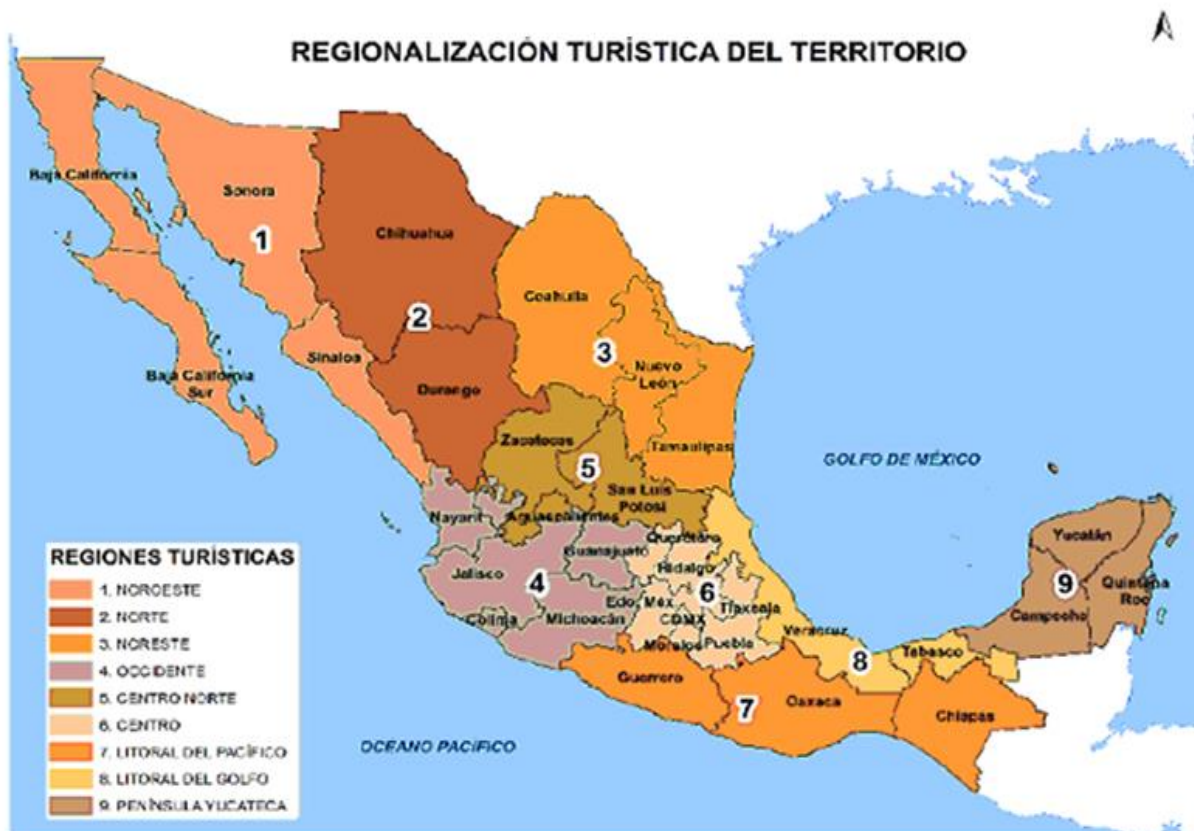 REGIONALIZACIÓN TURÍSTICA DEL TERRITORIO
Baja California
Sonora
1
Chihuahua
2
Coahuila
3
Nuevo
León
Sinaloa
Durango
Baja California
Sur
Tamaulipas
Zacatecas
5
San Luis
Potosí
GOLFO DE MÉXICO
Nayarit
Aguascalientes
Guanajuato
Querétaro
Hidalgo
Jalisco
4
6
Edo. Méx
Tlaxcala
Colima
Michoacán
CDMX
Morelos
Puebla
Veracruz
8
Tabasco
Yucatán
9
Quintana
Roo
Campeche
Guerrero
7
Oaxaca
Chiapas
OCÉANO PACÍFICO
REGIONES TURÍSTICAS
1. NOROESTE
2. NORTE
3. NORESTE
4. OCCIDENTE
5. CENTRO NORTE
6. CENTRO
7. LITORAL DEL PACÍFICO
8. LITORAL DEL GOLFO
9. PENÍNSULA YUCATECA